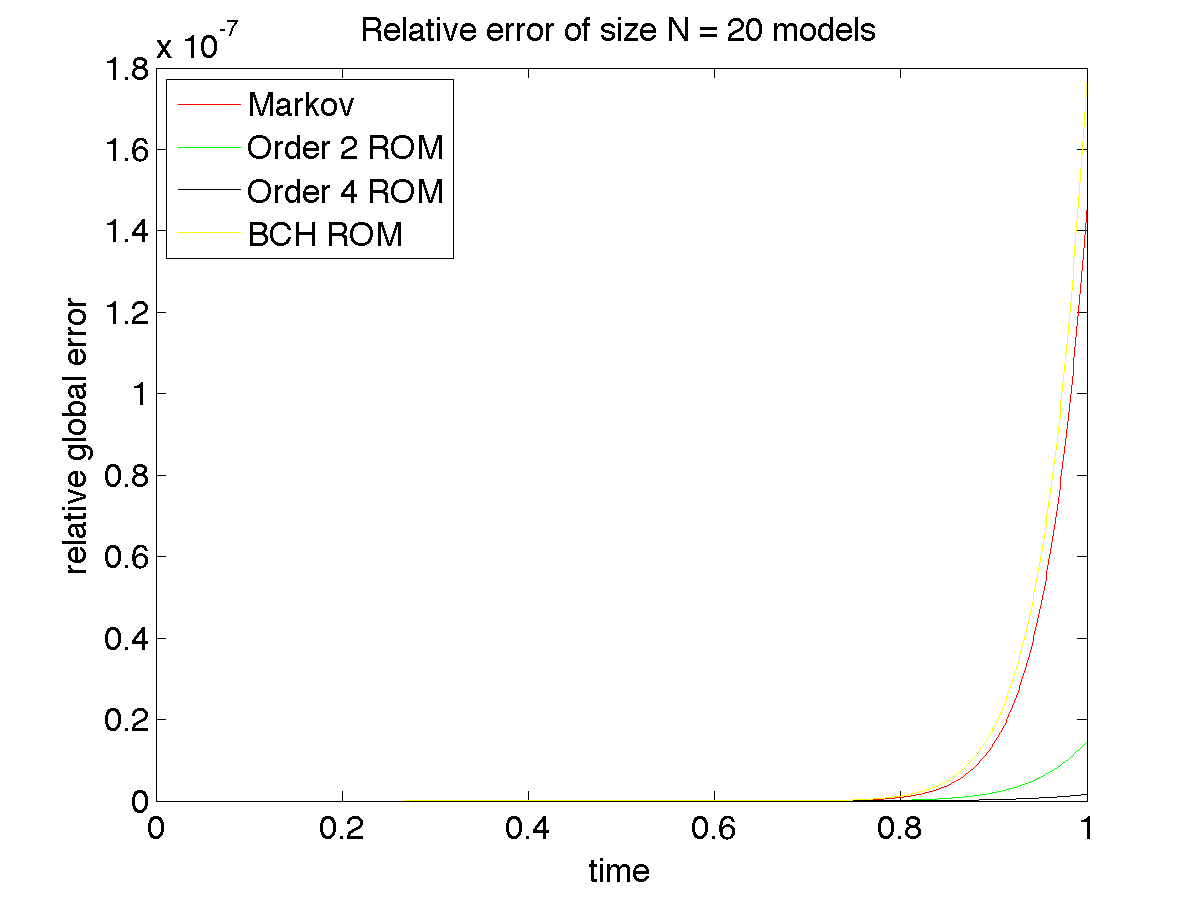 Relative error of size N = 20 models
x 10^-7
1.8
1.6
1.4
1.2
1
0.8
0.6
0.4
0.2
0
relative global error
Markov
Order 2 ROM
Order 4 ROM
BCH ROM
0 0.2 0.4 0.6 0.8 1
time